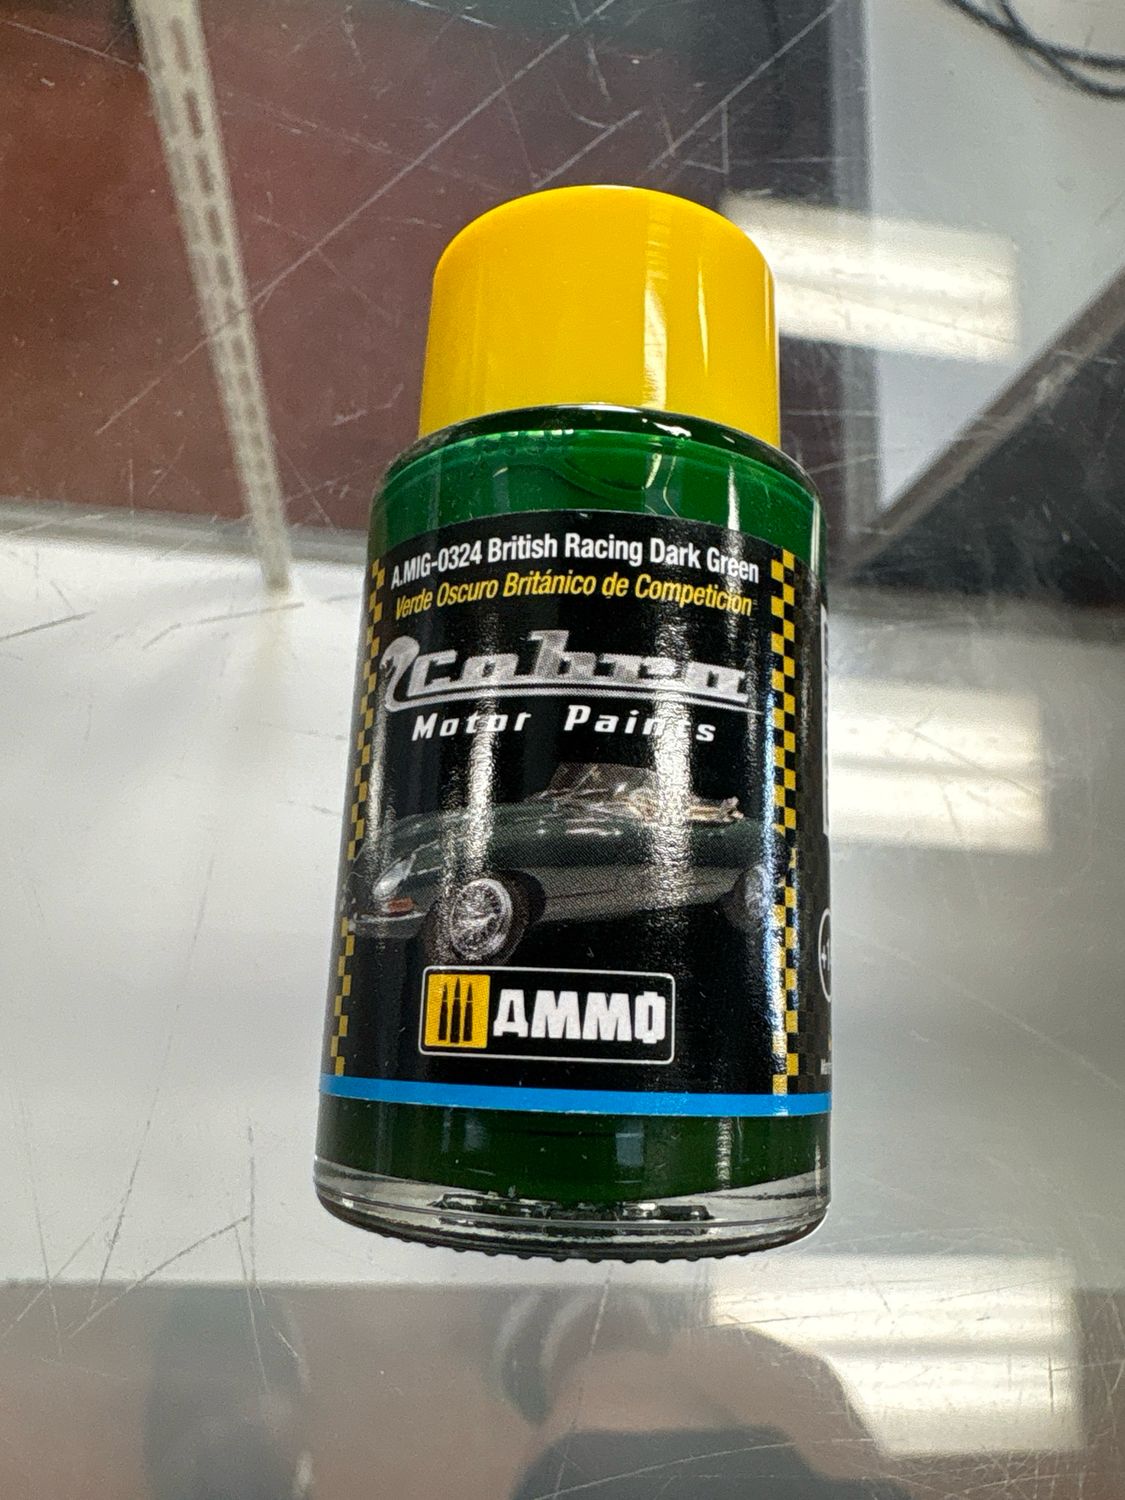 A.MIG-0324 British Racing Dark Green
Verde Oscuro Británico de Competición
Cobra
Motor Paints
AMMO